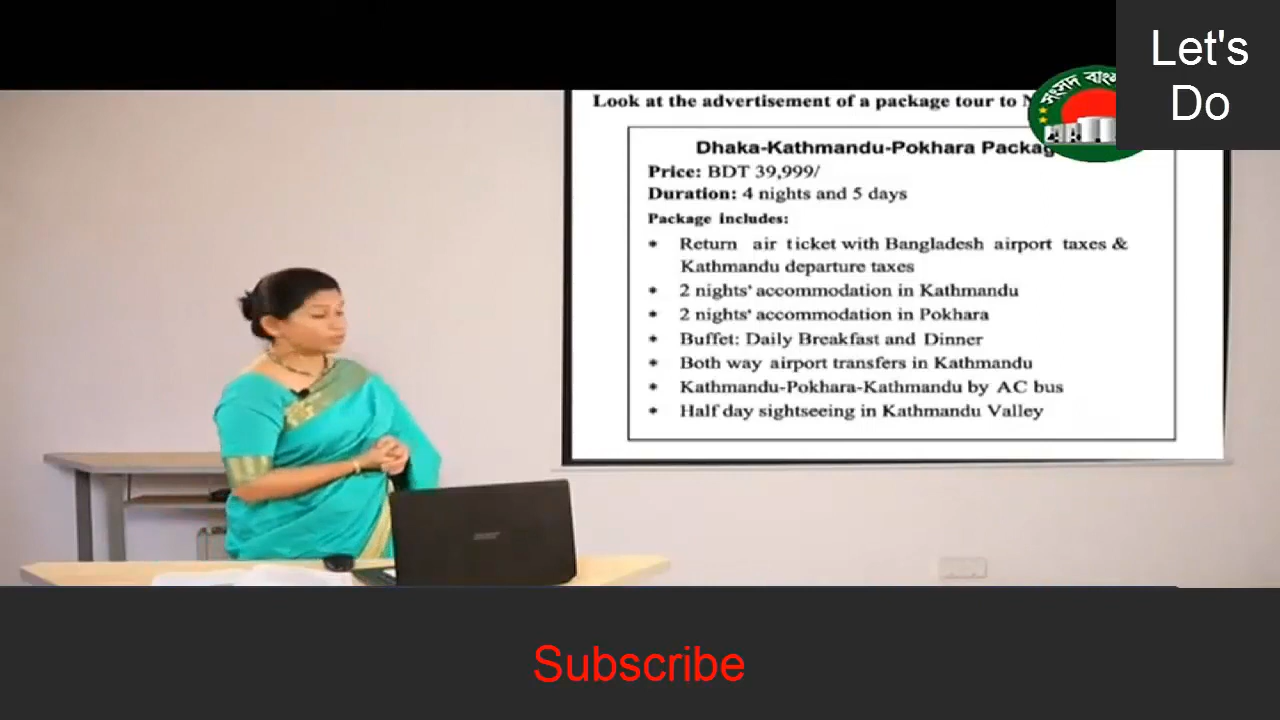 Let's
Do
সংসদ বাং
Look at the advertisement of a package tour to N
Dhaka-Kathmandu-Pokhara Packag
Price: BDT 39,999/
Duration: 4 nights and 5 days
Package includes:
• Return air ticket with Bangladesh airport taxes &
Kathmandu departure taxes
• 2 nights' accommodation in Kathmandu
• 2 nights' accommodation in Pokhara
• Buffet: Daily Breakfast and Dinner
• Both way airport transfers in Kathmandu
• Kathmandu-Pokhara-Kathmandu by AC bus
• Half day sightseeing in Kathmandu Valley
Subscribe